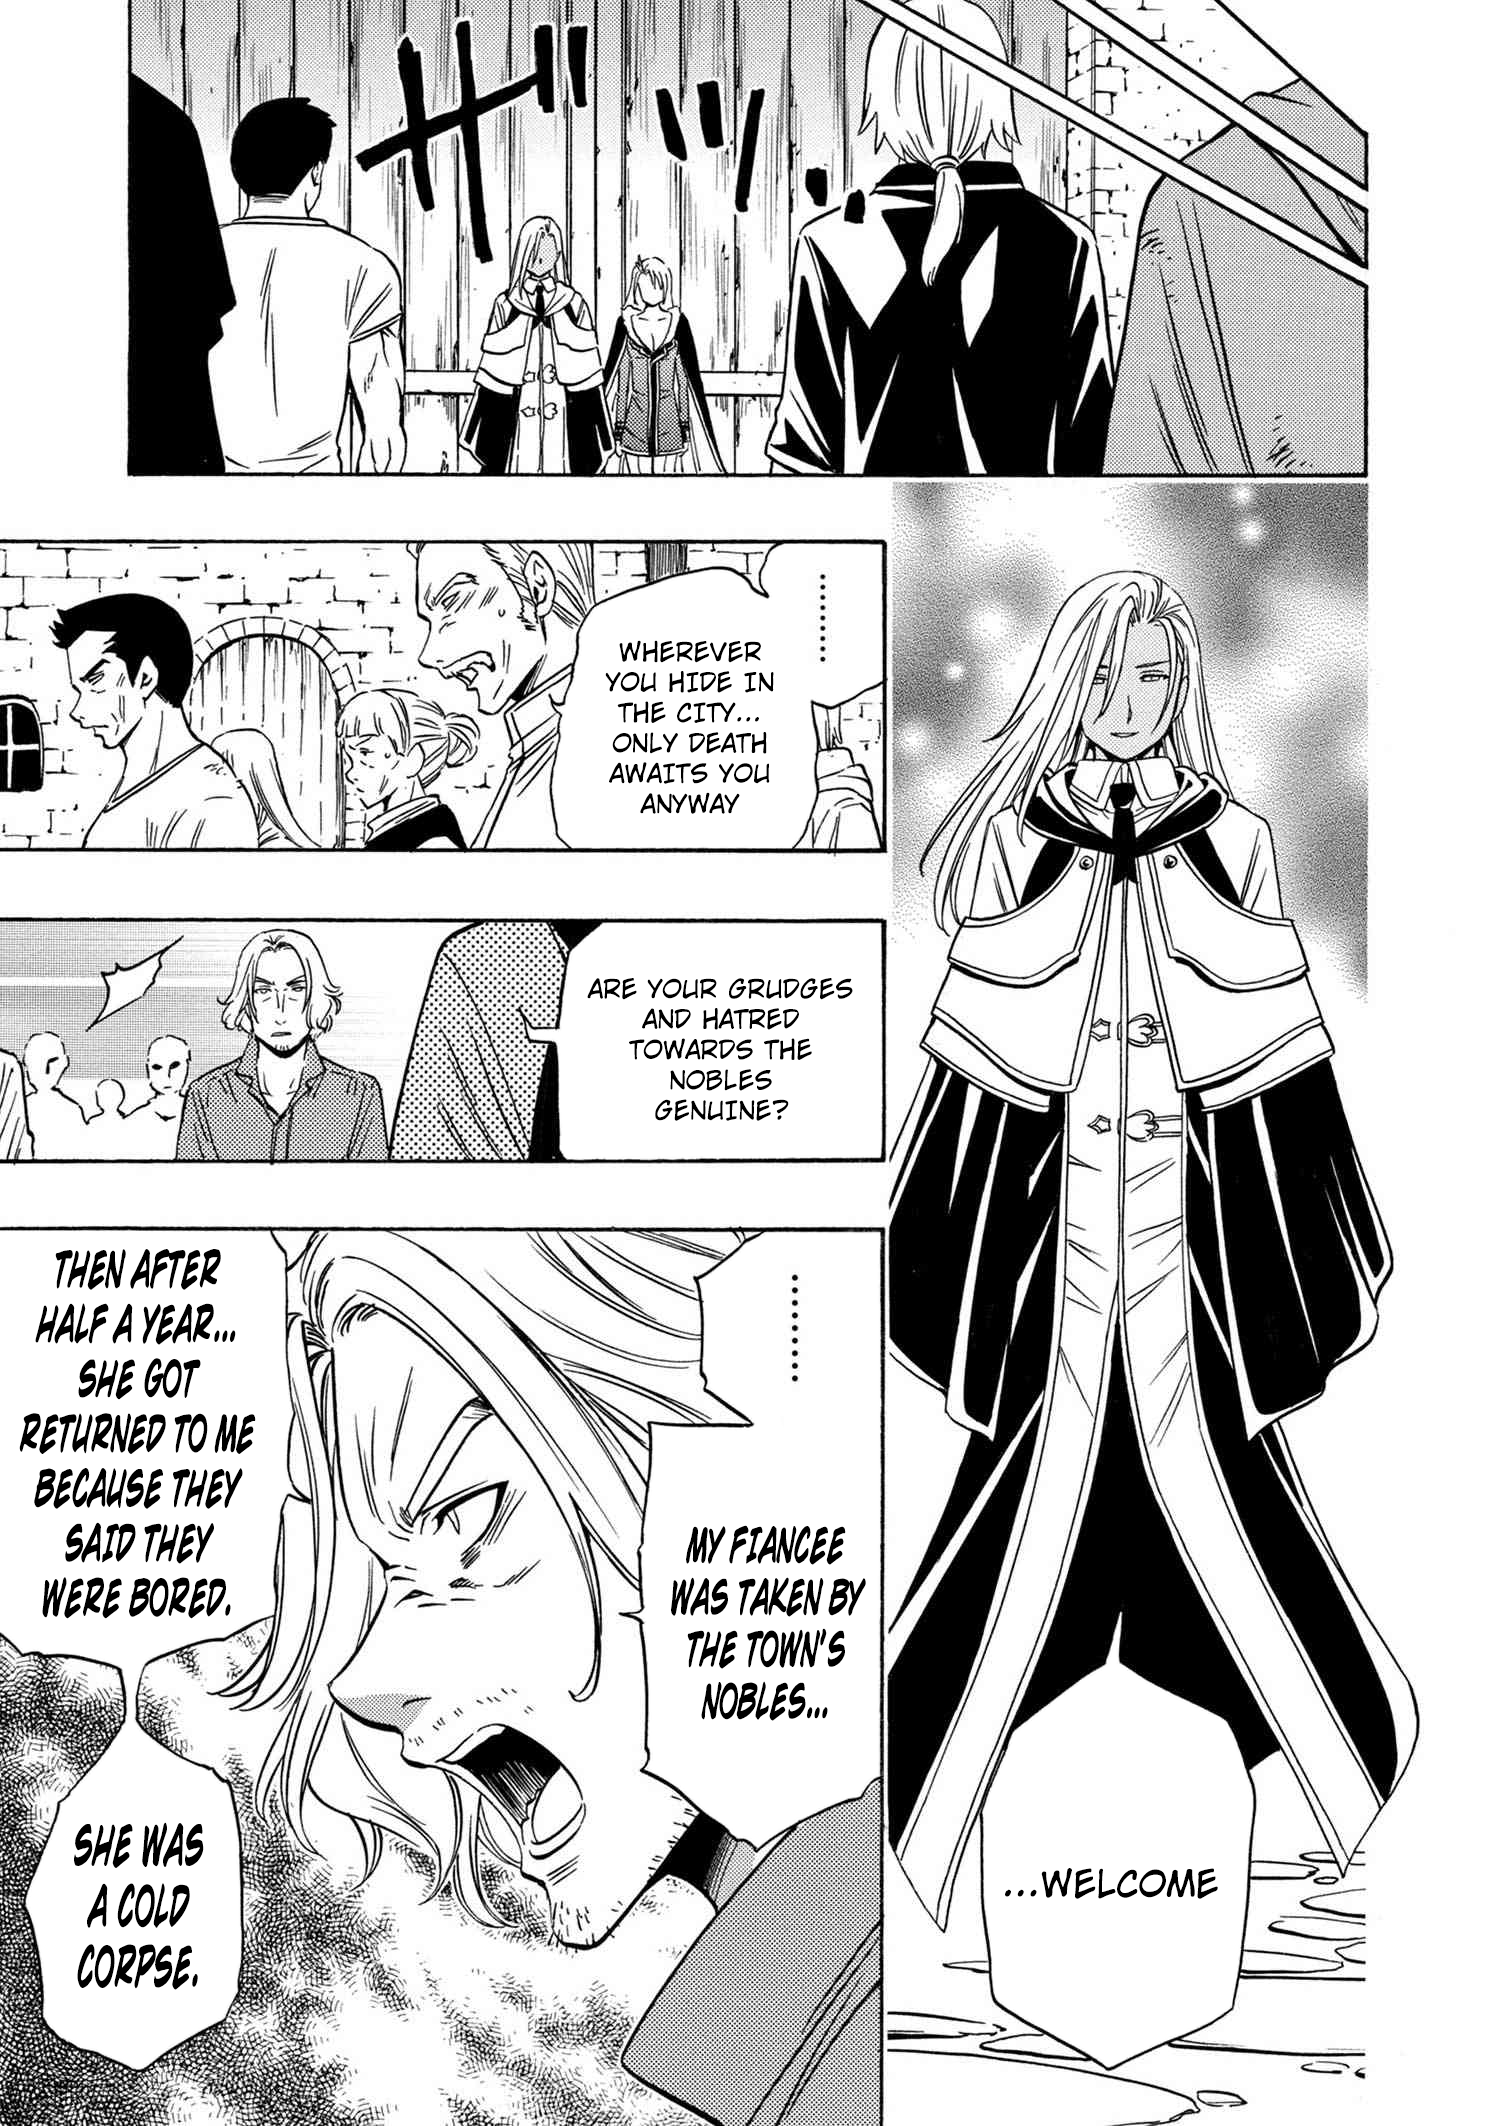 ザッ…
...WELCOME
......
WHEREVER
YOU HIDE IN
THE CITY...
ONLY DEATH
AWAITS YOU
ANYWAY
ARE YOUR GRUDGES
AND HATRED
TOWARDS THE
NOBLES
GENUINE?
........
MY FIANCEE
WAS TAKEN BY
THE TOWN'S
NOBLES...
THEN AFTER
HALF A YEAR...
SHE GOT
RETURNED TO ME
BECAUSE THEY
SAID THEY
WERE BORED.
SHE WAS
A COLD
CORPSE.